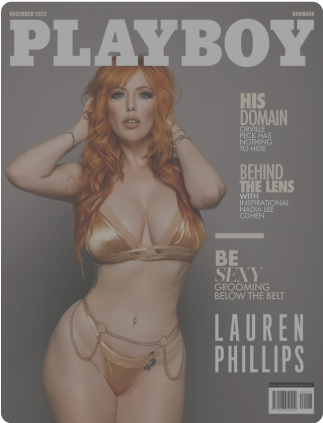 DECEMBER 2022
DENMARK
PLAYBOY
HIS
DOMAIN
ORVILLE
PECK HAS
NOTHING
TO HIDE
BEHIND
THE LENS
WITH
INSPIRATIONAL
NADIA LEE
COHEN
BE
SEXY
GROOMING
BELOW THE BELT
LAUREN
PHILLIPS